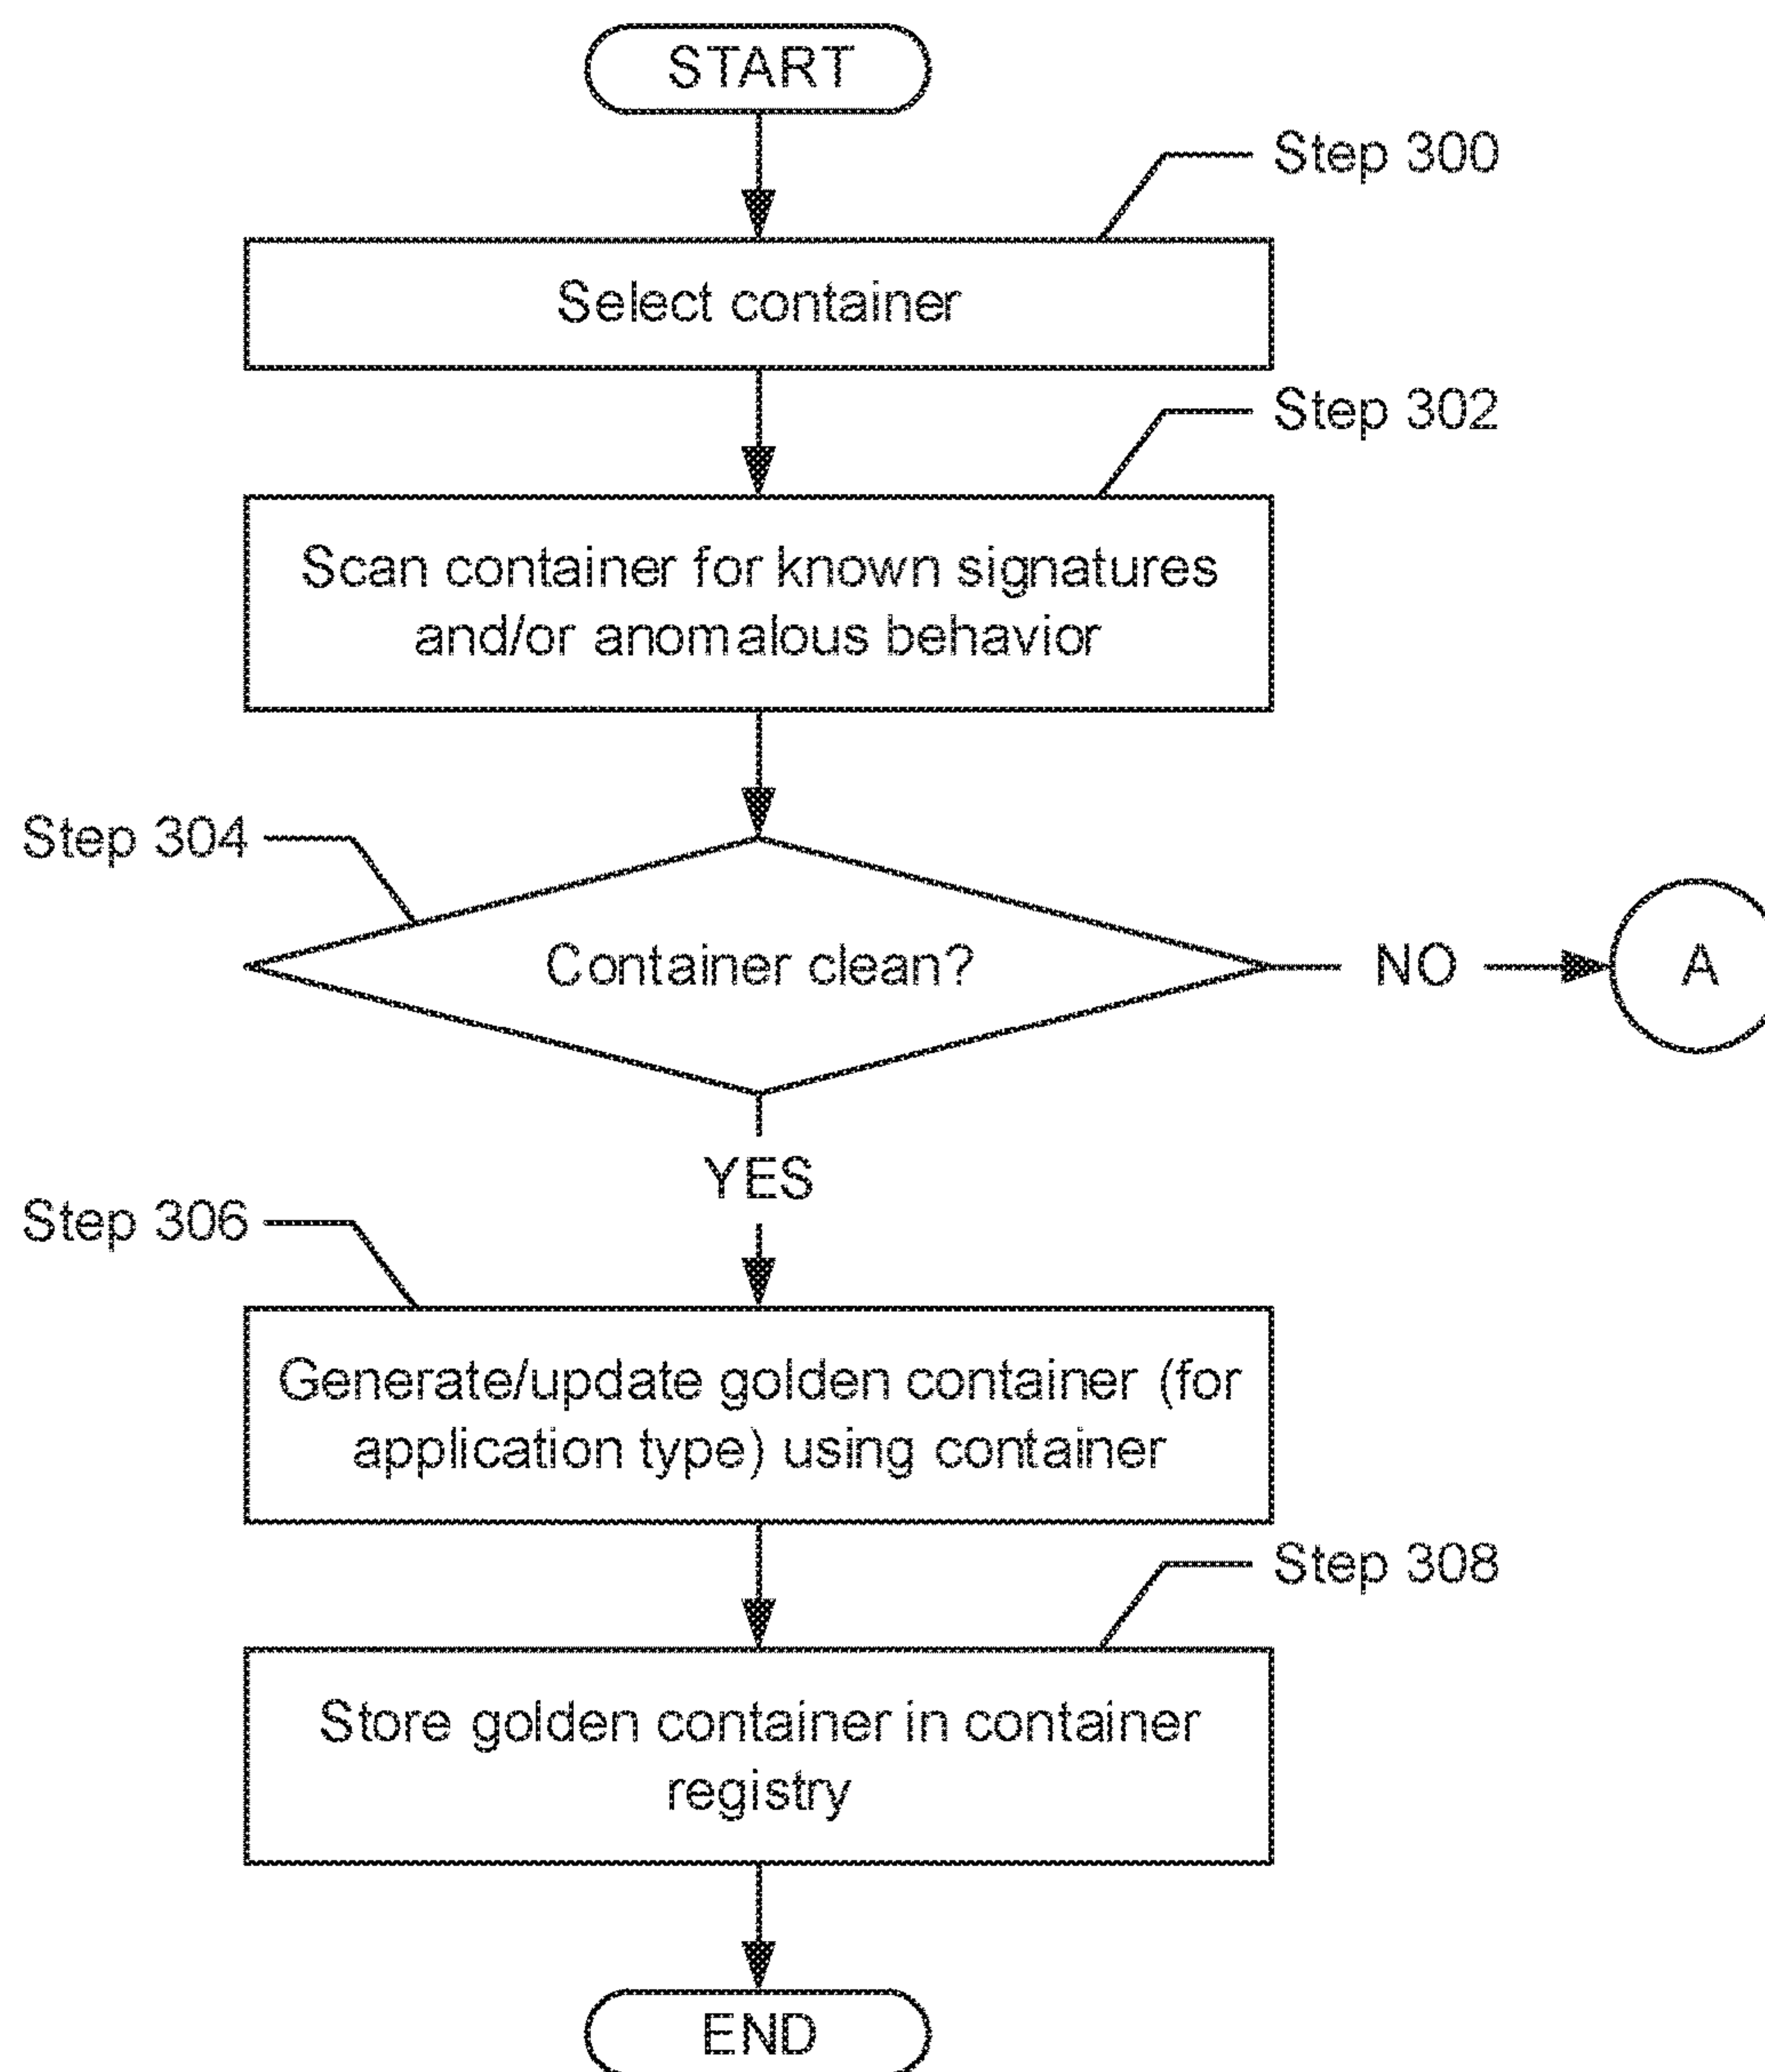 START
Step 300
Select container
Step 302
Scan container for known signatures
and/or anomalous behavior
Step 304
Container clean?
NO
A
YES
Step 306
Generate/update golden container (for
application type) using container
Step 308
Store golden container in container
registry
END